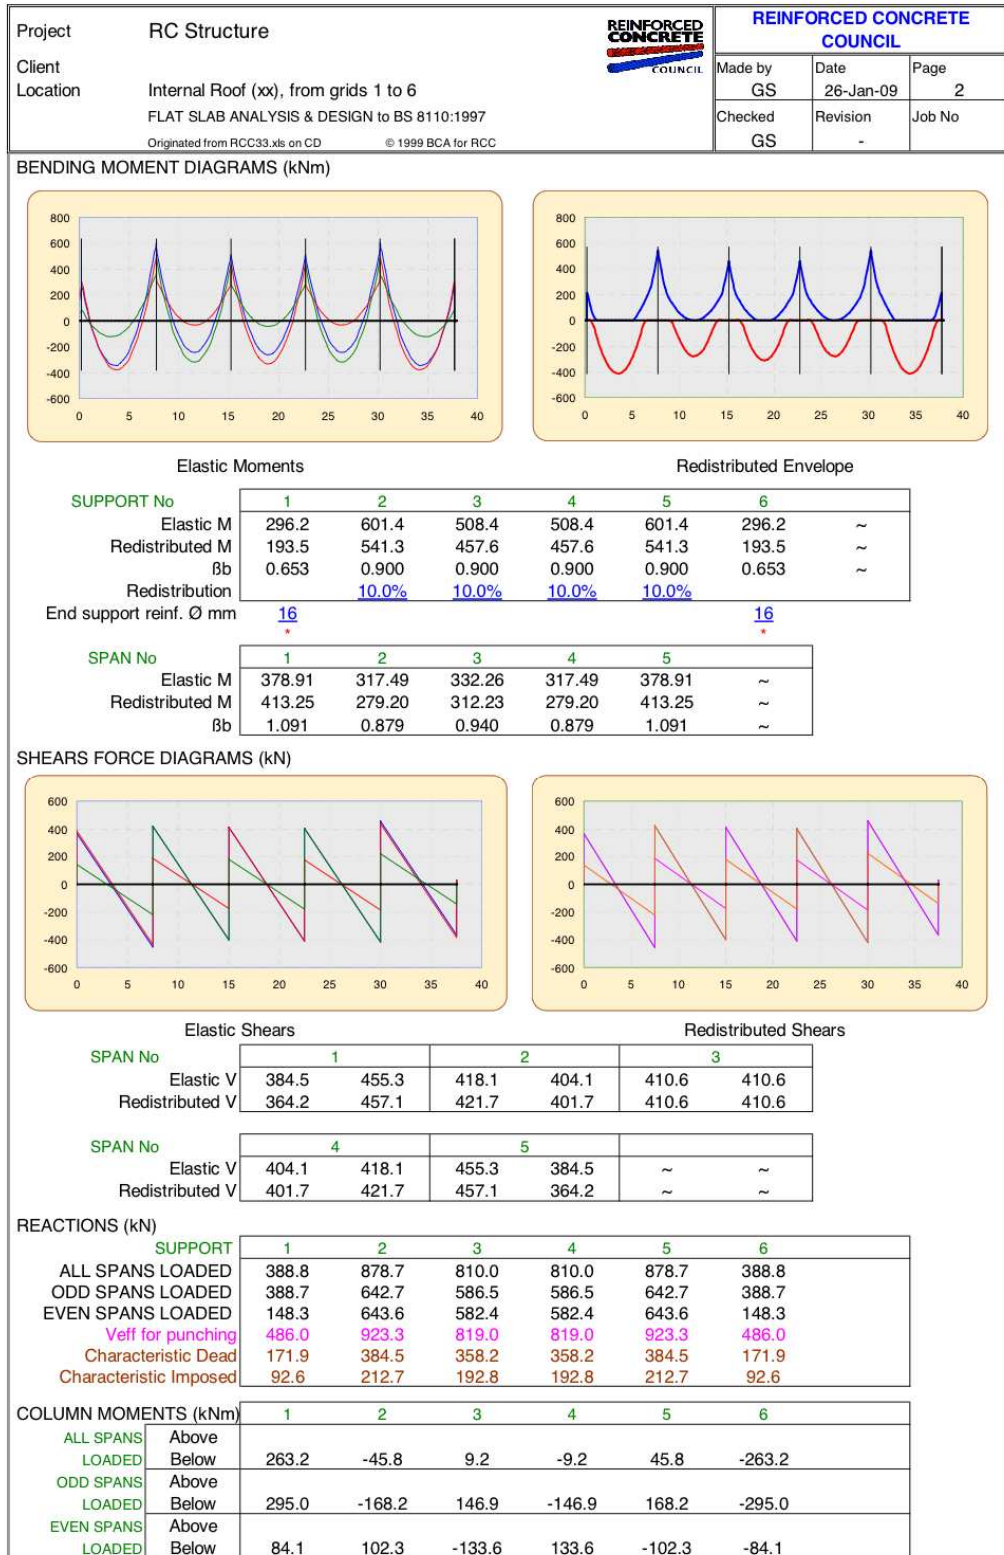 Project RC Structure
REINFORCED
CONCRETE
COUNCIL
REINFORCED CONCRETE
COUNCIL
Client
Location Internal Roof (xx), from grids 1 to 6
FLAT SLAB ANALYSIS & DESIGN to BS 8110:1997
Originated from RCC33.xls on CD © 1999 BCA for RCC
Made by Date Page
GS 26-Jan-09 2
Checked Revision Job No
GS -
BENDING MOMENT DIAGRAMS (kNm)
800
600
400
200
0
-200
-400
-600
0 5 10 15 20 25 30 35 40
800
600
400
200
0
-200
-400
-600
0 5 10 15 20 25 30 35 40
Elastic Moments Redistributed Envelope
SUPPORT No 1 2 3 4 5 6
Elastic M 296.2 601.4 508.4 508.4 601.4 296.2 ~
Redistributed M 193.5 541.3 457.6 457.6 541.3 193.5 ~
ßb 0.653 0.900 0.900 0.900 0.900 0.653 ~
Redistribution 10.0% 10.0% 10.0% 10.0%
End support reinf. Ø mm 16 16
* *
SPAN No 1 2 3 4 5
Elastic M 378.91 317.49 332.26 317.49 378.91 ~
Redistributed M 413.25 279.20 312.23 279.20 413.25 ~
ßb 1.091 0.879 0.940 0.879 1.091 ~
SHEARS FORCE DIAGRAMS (kN)
600
400
200
0
-200
-400
-600
0 5 10 15 20 25 30 35 40
600
400
200
0
-200
-400
-600
0 5 10 15 20 25 30 35 40
Elastic Shears Redistributed Shears
SPAN No 1 2 3
Elastic V 384.5 455.3 418.1 404.1 410.6 410.6
Redistributed V 364.2 457.1 421.7 401.7 410.6 410.6
SPAN No 4 5
Elastic V 404.1 418.1 455.3 384.5 ~ ~
Redistributed V 401.7 421.7 457.1 364.2 ~ ~
REACTIONS (kN)
SUPPORT 1 2 3 4 5 6
ALL SPANS LOADED 388.8 878.7 810.0 810.0 878.7 388.8
ODD SPANS LOADED 388.7 642.7 586.5 586.5 642.7 388.7
EVEN SPANS LOADED 148.3 643.6 582.4 582.4 643.6 148.3
Veff for punching 486.0 923.3 819.0 819.0 923.3 486.0
Characteristic Dead 171.9 384.5 358.2 358.2 384.5 171.9
Characteristic Imposed 92.6 212.7 192.8 192.8 212.7 92.6
COLUMN MOMENTS (kNm) 1 2 3 4 5 6
ALL SPANS Above
LOADED Below 263.2 -45.8 9.2 -9.2 45.8 -263.2
ODD SPANS Above
LOADED Below 295.0 -168.2 146.9 -146.9 168.2 -295.0
EVEN SPANS Above
LOADED Below 84.1 102.3 -133.6 133.6 -102.3 -84.1